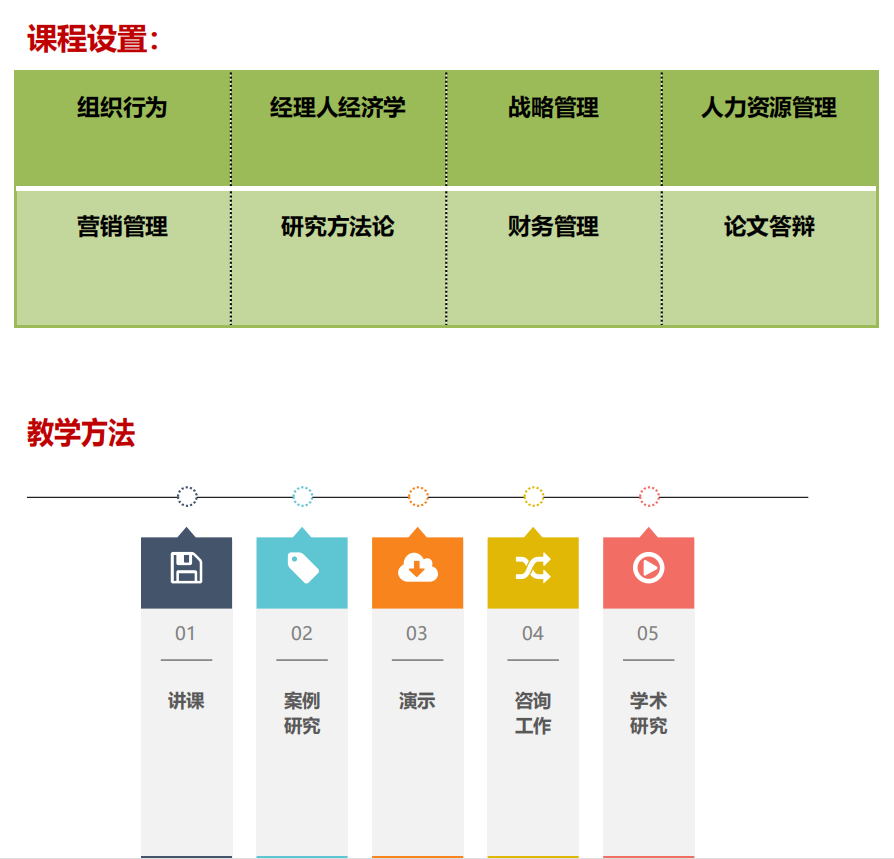 课程设置：
组织行为 经理人经济学 战略管理 人力资源管理
营销管理 研究方法论 财务管理 论文答辩
教学方法
01 02 03 04 05
讲课 案例 演示 咨询 学术
研究 工作 研究